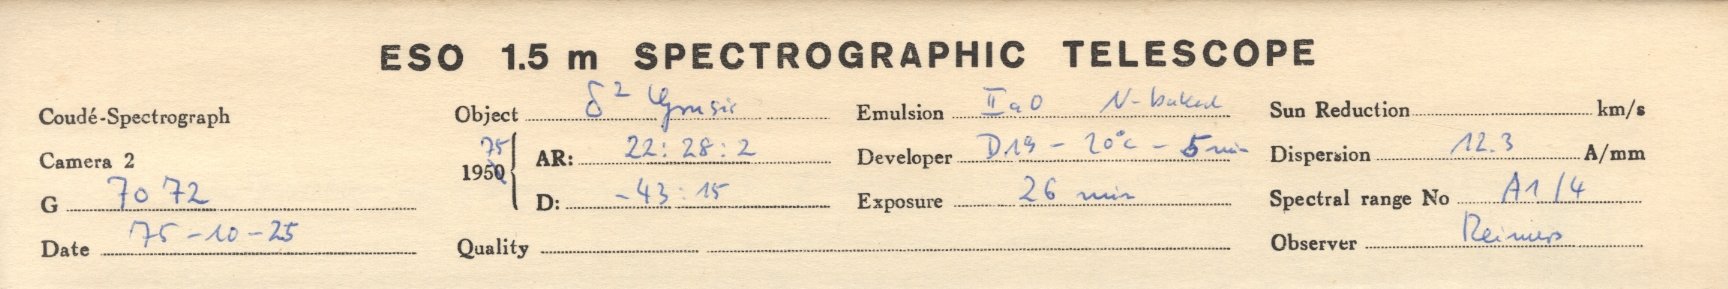 ESO 1.5 m SPECTROGRAPHIC TELESCOPE
Coudé-Spectrograph
Object δ² Gruis
Emulsion IIaO N-baked
Sun Reduction km/s
Camera 2
1950 75
AR: 22:28:2
Developer D19 - 20°C - 5 min
Dispersion 12.3 A/mm
G 7072
D: -43:15
Exposure 26 min
Spectral range No A1/4
Date 75-10-25
Quality
Observer Reimers